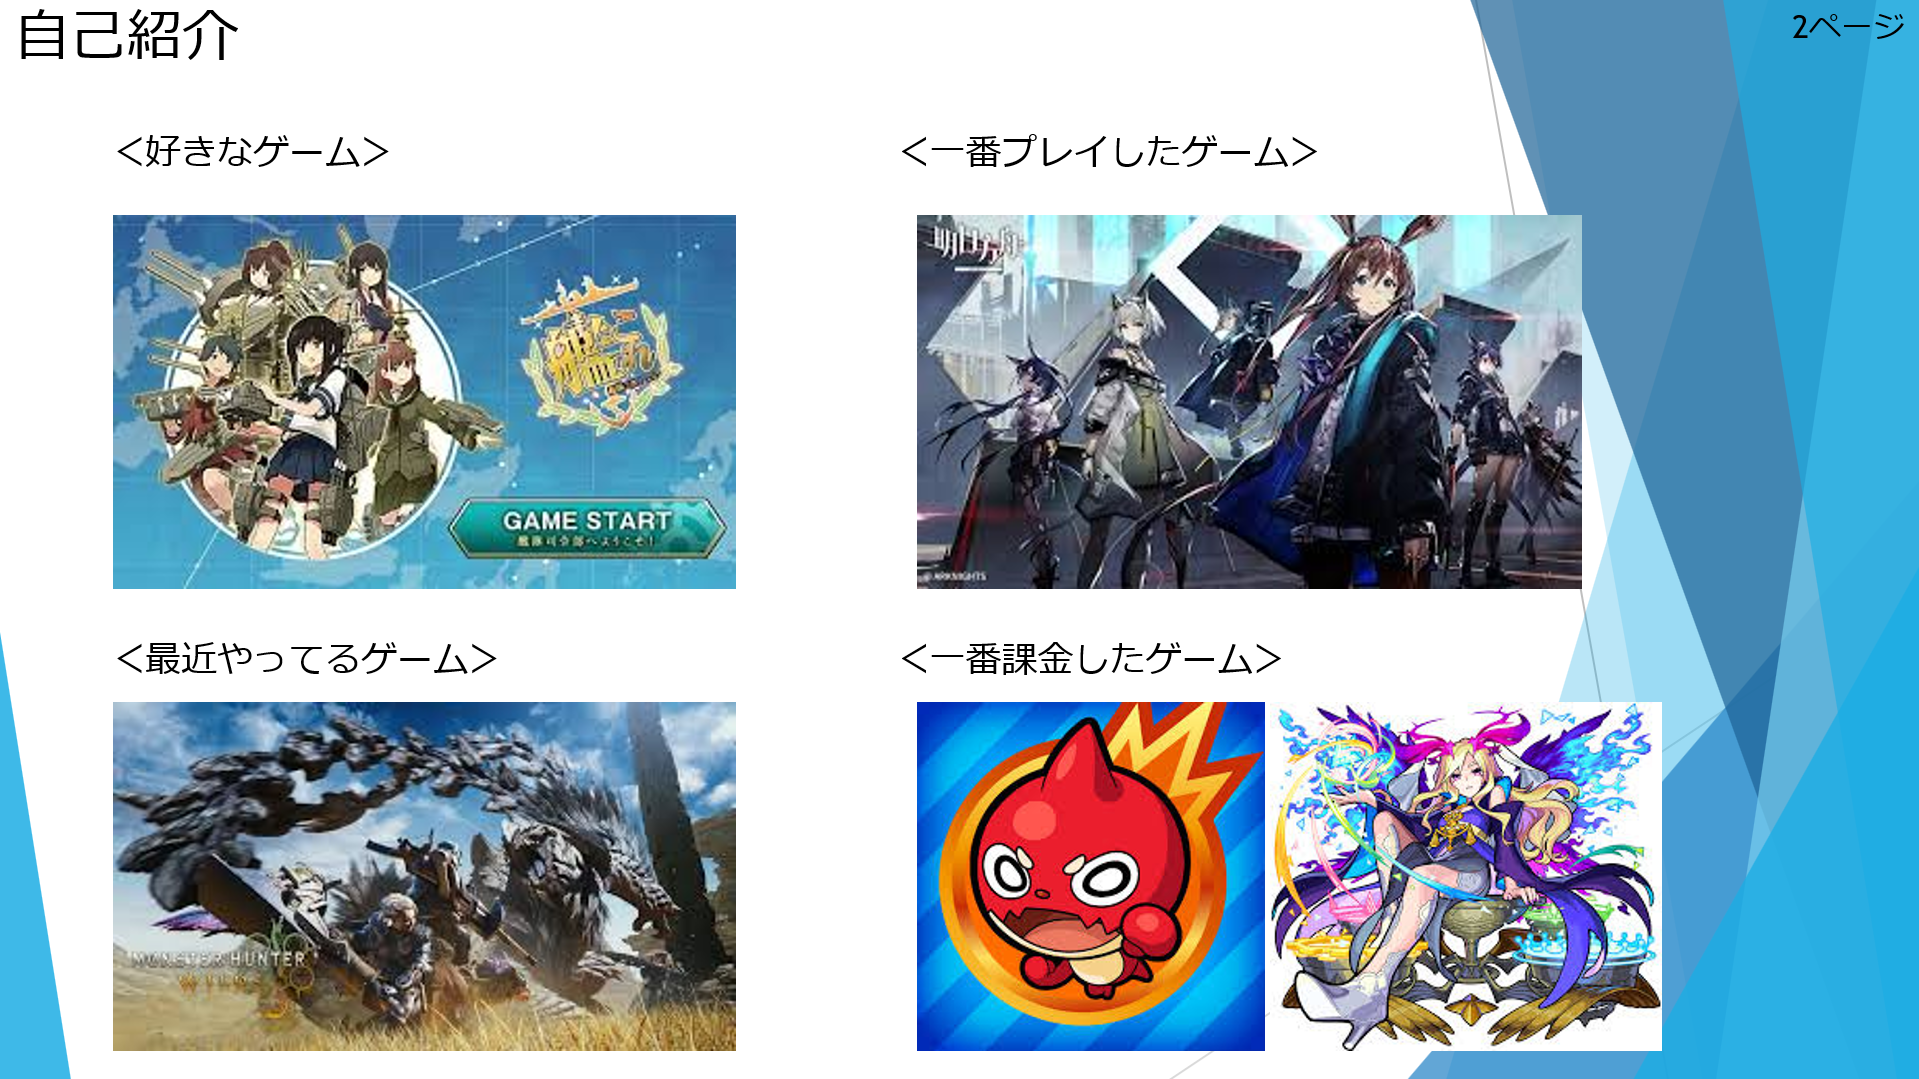 自己紹介
2ページ
＜好きなゲーム＞
＜一番プレイしたゲーム＞
艦これ
GAME START
艦隊司令部へようこそ！
明日方舟
ARKNIGHTS
＜最近やってるゲーム＞
＜一番課金したゲーム＞
MONSTER HUNTER
WILDS